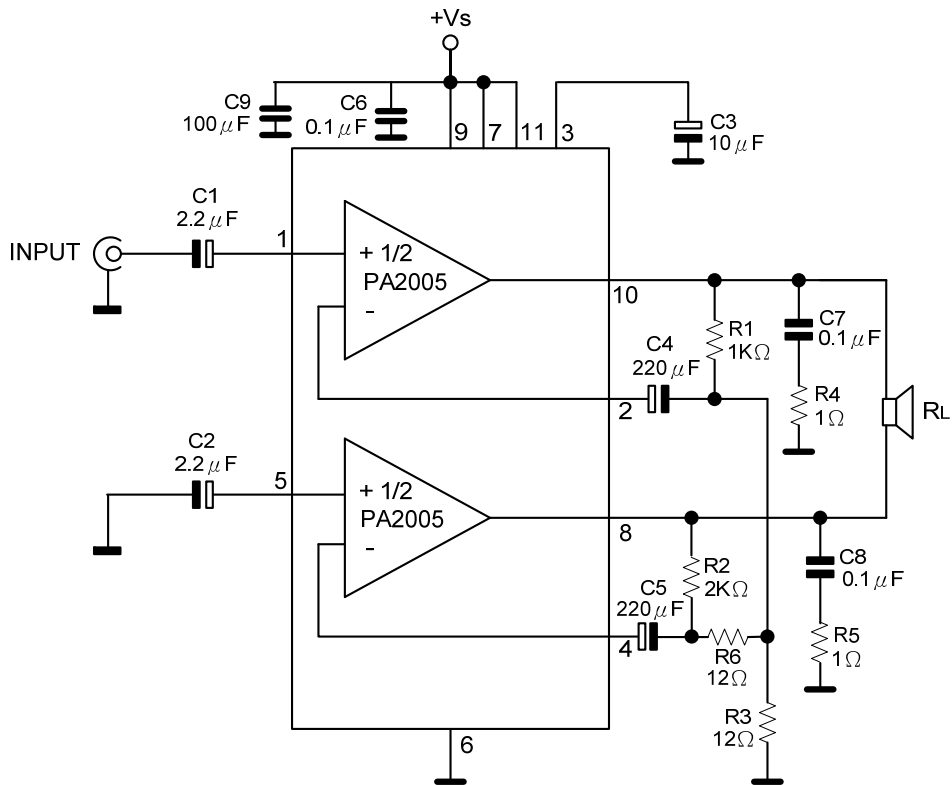 +Vs
C9
100μF
C6
0.1μF
9
7
11
3
C3
10μF
C1
2.2μF
INPUT
1
+ 1/2
PA2005
-
10
C4
220μF
R1
1KΩ
C7
0.1μF
2
R4
1Ω
RL
C2
2.2μF
5
+ 1/2
PA2005
-
8
C5
220μF
R2
2KΩ
C8
0.1μF
4
R6
12Ω
R5
1Ω
R3
12Ω
6